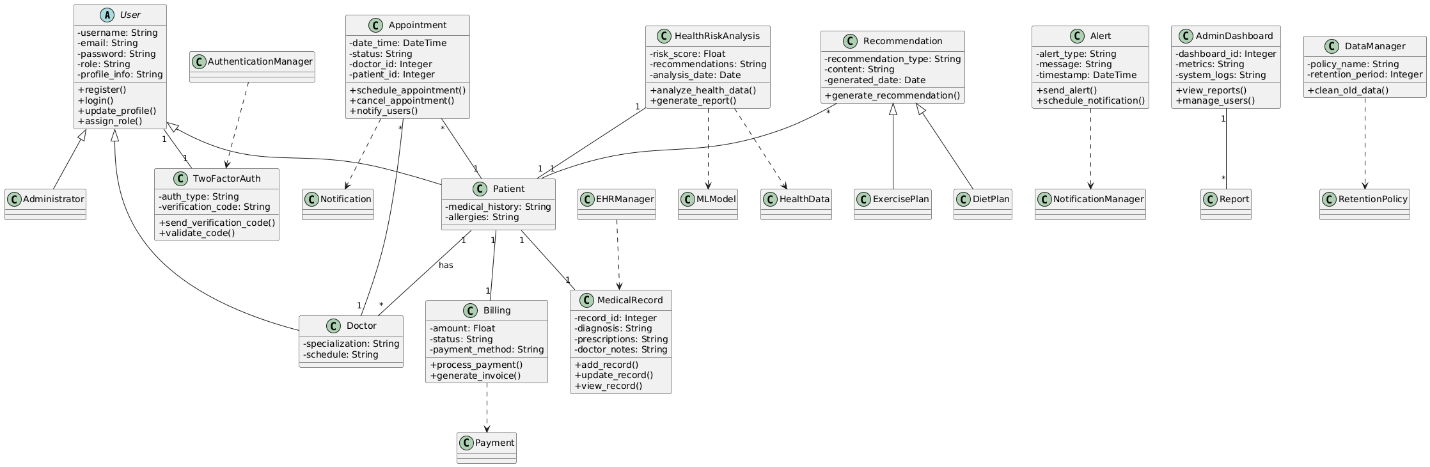 A User
-username: String
-email: String
-password: String
-role: String
-profile_info: String
+register()
+login()
+update_profile()
+assign_role()
C AuthenticationManager
C Appointment
-date_time: DateTime
-status: String
-doctor_id: Integer
-patient_id: Integer
+schedule_appointment()
+cancel_appointment()
+notify_users()
C HealthRiskAnalysis
-risk_score: Float
-recommendations: String
-analysis_date: Date
+analyze_health_data()
+generate_report()
C Recommendation
-recommendation_type: String
-content: String
-generated_date: Date
+generate_recommendation()
C Alert
-alert_type: String
-message: String
-timestamp: DateTime
+send_alert()
+schedule_notification()
C AdminDashboard
-dashboard_id: Integer
-metrics: String
-system_logs: String
+view_reports()
+manage_users()
C DataManager
-policy_name: String
-retention_period: Integer
+clean_old_data()
1
1
*
*
1
1
*
1
1
1
*
C Administrator
C TwoFactorAuth
-auth_type: String
-verification_code: String
+send_verification_code()
+validate_code()
C Notification
C Patient
-medical_history: String
-allergies: String
C EHRManager
C MLModel
C HealthData
C ExercisePlan
C DietPlan
C NotificationManager
C Report
C RetentionPolicy
1
1
1
has
1
*
1
1
C Doctor
-specialization: String
-schedule: String
C Billing
-amount: Float
-status: String
-payment_method: String
+process_payment()
+generate_invoice()
C MedicalRecord
-record_id: Integer
-diagnosis: String
-prescriptions: String
-doctor_notes: String
+add_record()
+update_record()
+view_record()
C Payment